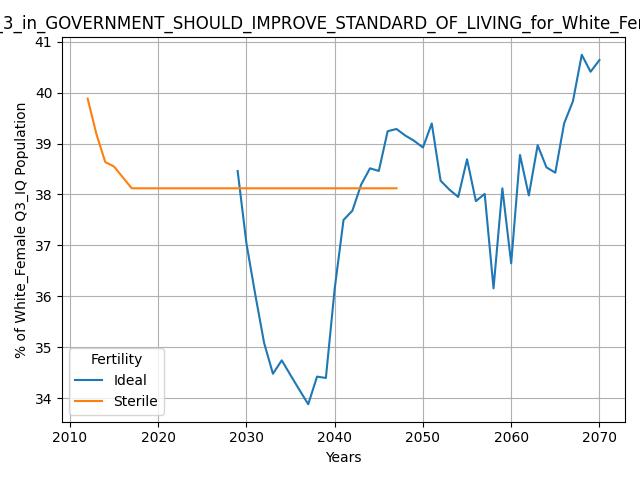 _3_in_GOVERNMENT_SHOULD_IMPROVE_STANDARD_OF_LIVING_for_White_Fem
41
40
39
38
37
36
35
34
% of White_Female Q3_IQ Population
Fertility
Ideal
Sterile
2010 2020 2030 2040 2050 2060 2070
Years